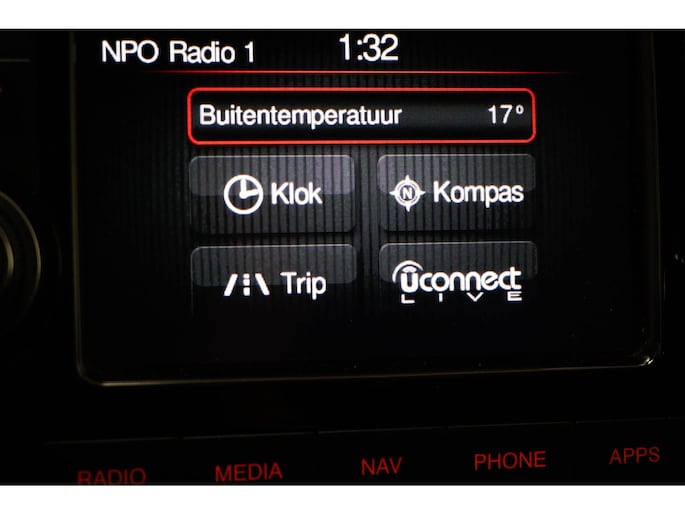 NPO Radio 1 1:32
Buitentemperatuur 17°
Klok
N Kompas
Trip
uconnect
LIVE
RADIO MEDIA NAV PHONE APPS